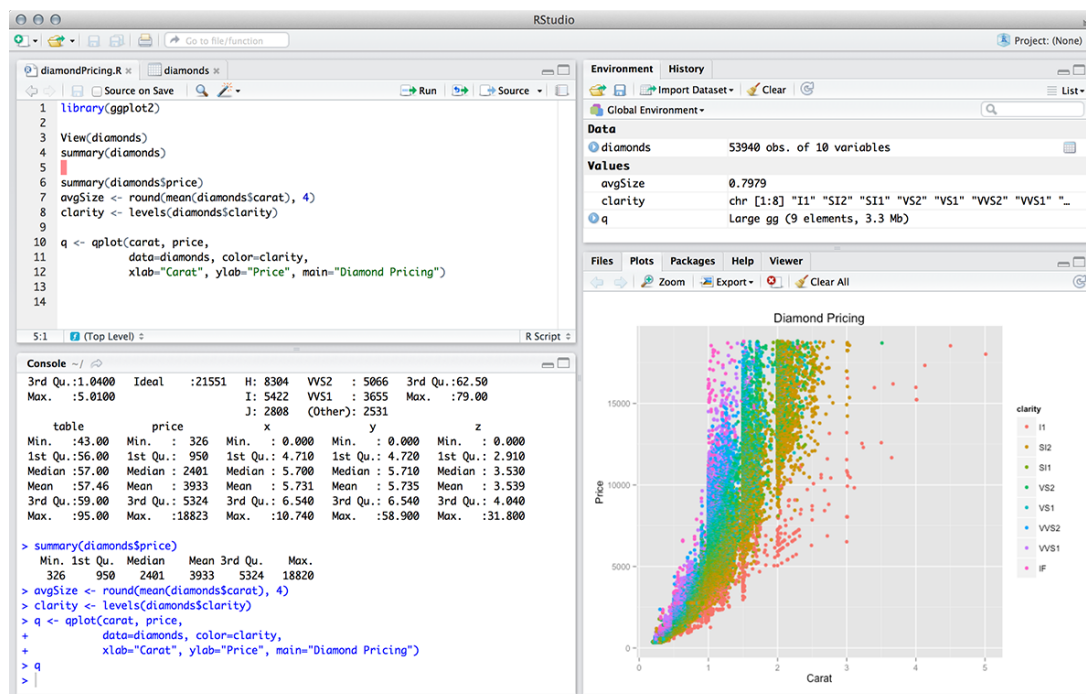 RStudio
Go to file/function
Project: (None)
diamondPricing.R × diamonds ×
Source on Save Run Source
1 library(ggplot2)
2
3 View(diamonds)
4 summary(diamonds)
5
6 summary(diamonds$price)
7 avgSize <- round(mean(diamonds$carat), 4)
8 clarity <- levels(diamonds$clarity)
9
10 q <- qplot(carat, price,
11 data=diamonds, color=clarity,
12 xlab="Carat", ylab="Price", main="Diamond Pricing")
13
14
5:1 (Top Level) R Script
Console ~/
3rd Qu.:1.0400 Ideal :21551 H: 8304 VVS2 : 5066 3rd Qu.:62.50
Max. :5.0100 I: 5422 VVS1 : 3655 Max. :79.00
J: 2808 (Other): 2531
table price x y z
Min. :43.00 Min. : 326 Min. : 0.000 Min. : 0.000 Min. : 0.000
1st Qu.:56.00 1st Qu.: 950 1st Qu.: 4.710 1st Qu.: 4.720 1st Qu.: 2.910
Median :57.00 Median : 2401 Median : 5.700 Median : 5.710 Median : 3.530
Mean :57.46 Mean : 3933 Mean : 5.731 Mean : 5.735 Mean : 3.539
3rd Qu.:59.00 3rd Qu.: 5324 3rd Qu.: 6.540 3rd Qu.: 6.540 3rd Qu.: 4.040
Max. :95.00 Max. :18823 Max. :10.740 Max. :58.900 Max. :31.800
> summary(diamonds$price)
Min. 1st Qu. Median Mean 3rd Qu. Max.
326 950 2401 3933 5324 18820
> avgSize <- round(mean(diamonds$carat), 4)
> clarity <- levels(diamonds$clarity)
> q <- qplot(carat, price,
+ data=diamonds, color=clarity,
+ xlab="Carat", ylab="Price", main="Diamond Pricing")
> q
>
Environment History
Import Dataset Clear List
Global Environment
Data
diamonds 53940 obs. of 10 variables
Values
avgSize 0.7979
clarity chr [1:8] "I1" "SI2" "SI1" "VS2" "VS1" "VVS2" "VVS1" "…
q Large gg (9 elements, 3.3 Mb)
Files Plots Packages Help Viewer
Zoom Export Clear All
Diamond Pricing
15000
10000
5000
0
Price
0 1 2 3 4 5
Carat
clarity
I1
SI2
SI1
VS2
VS1
VVS2
VVS1
IF